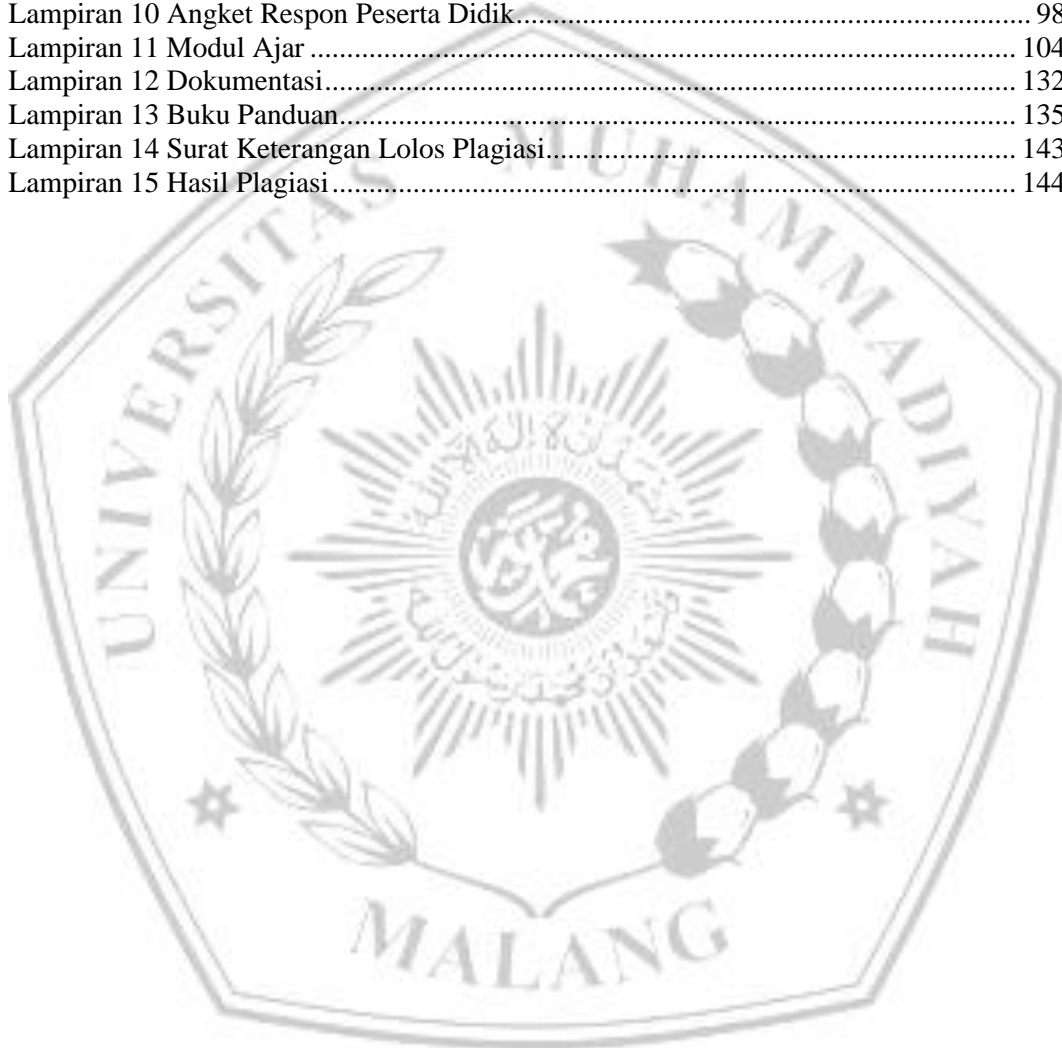 Lampiran 10 Angket Respon Peserta Didik........................................................................................ 98
Lampiran 11 Modul Ajar ........................................................................................ 104
Lampiran 12 Dokumentasi........................................................................................ 132
Lampiran 13 Buku Panduan........................................................................................ 135
Lampiran 14 Surat Keterangan Lolos Plagiasi........................................................................................ 143
Lampiran 15 Hasil Plagiasi ........................................................................................ 144
UNIVERSITAS MUHAMMADIYAH
MALANG